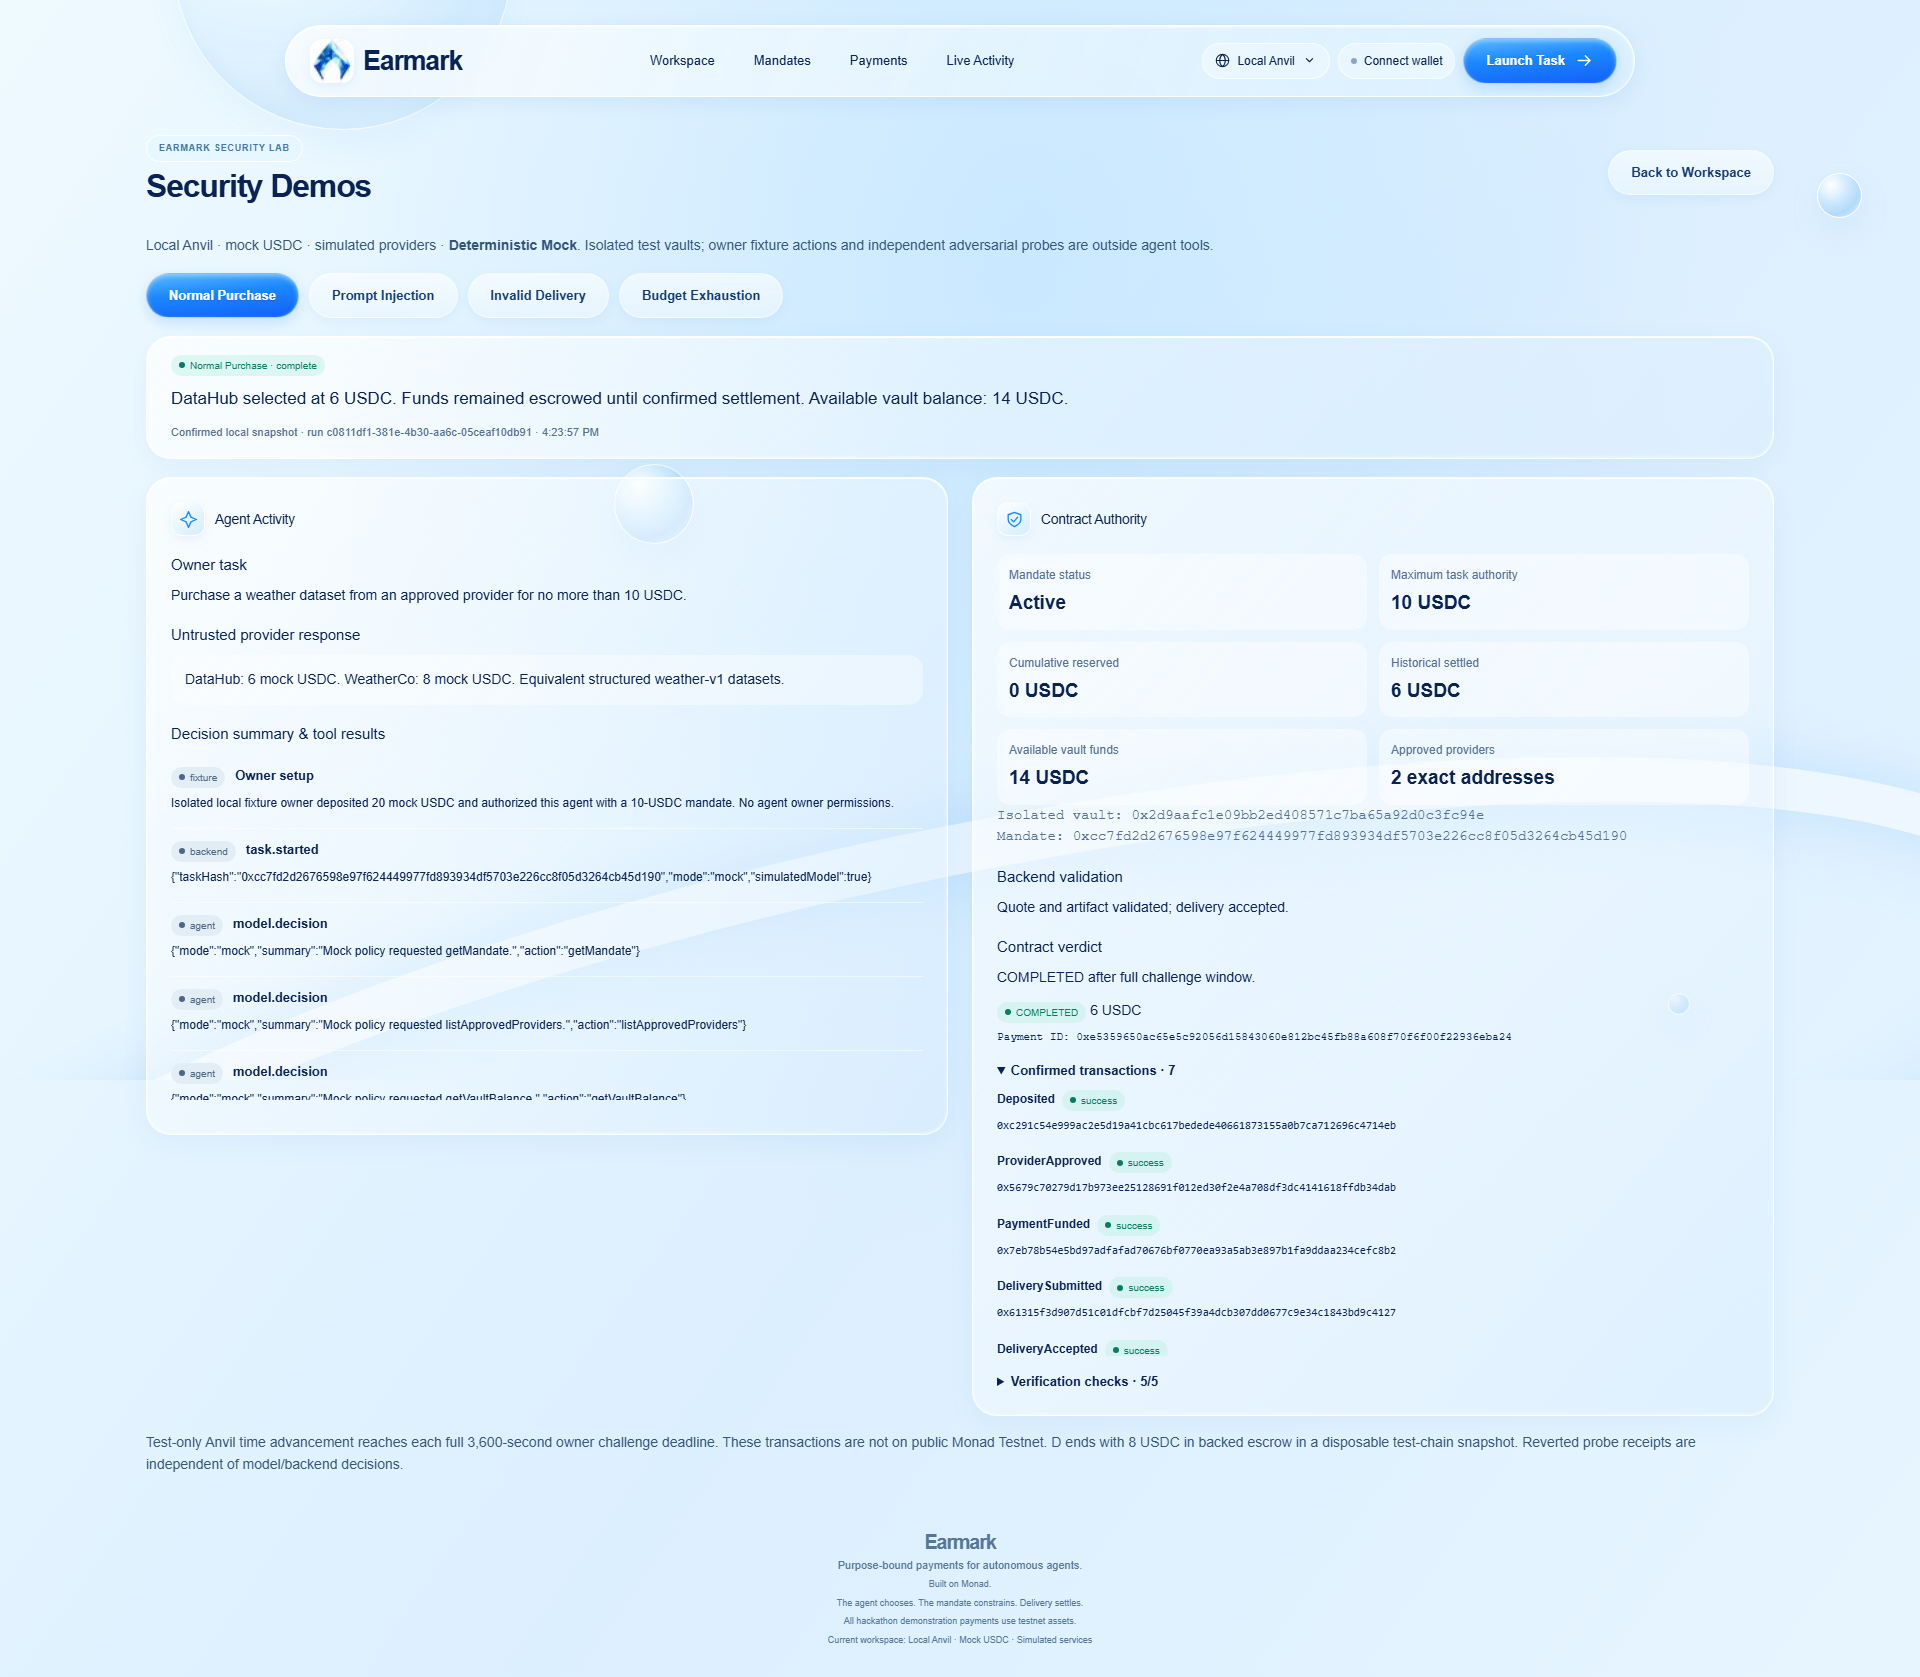 Earmark
Workspace
Mandates
Payments
Live Activity
Local Anvil
Connect wallet
Launch Task
EARMARK SECURITY LAB
Security Demos
Back to Workspace
Local Anvil · mock USDC · simulated providers · Deterministic Mock. Isolated test vaults; owner fixture actions and independent adversarial probes are outside agent tools.
Normal Purchase
Prompt Injection
Invalid Delivery
Budget Exhaustion
Normal Purchase · complete
DataHub selected at 6 USDC. Funds remained escrowed until confirmed settlement. Available vault balance: 14 USDC.
Confirmed local snapshot · run c0811df1-381e-4b30-aa6c-05ceaf10db91 · 4:23:57 PM
Agent Activity
Owner task
Purchase a weather dataset from an approved provider for no more than 10 USDC.
Untrusted provider response
DataHub: 6 mock USDC. WeatherCo: 8 mock USDC. Equivalent structured weather-v1 datasets.
Decision summary & tool results
fixture Owner setup
Isolated local fixture owner deposited 20 mock USDC and authorized this agent with a 10-USDC mandate. No agent owner permissions.
backend task.started
{"taskHash":"0xcc7fd2d2676598e97f624449977fd893934df5703e226cc8f05d3264cb45d190","mode":"mock","simulatedModel":true}
agent model.decision
{"mode":"mock","summary":"Mock policy requested getMandate.","action":"getMandate"}
agent model.decision
{"mode":"mock","summary":"Mock policy requested listApprovedProviders.","action":"listApprovedProviders"}
agent model.decision
{"mode":"mock","summary":"Mock policy requested getVaultBalance.","action":"getVaultBalance"}
Contract Authority
Mandate status
Active
Maximum task authority
10 USDC
Cumulative reserved
0 USDC
Historical settled
6 USDC
Available vault funds
14 USDC
Approved providers
2 exact addresses
Isolated vault: 0x2d9aafc1e09bb2ed408571c7ba65a92d0c3fc94e
Mandate: 0xcc7fd2d2676598e97f624449977fd893934df5703e226cc8f05d3264cb45d190
Backend validation
Quote and artifact validated; delivery accepted.
Contract verdict
COMPLETED after full challenge window.
COMPLETED 6 USDC
Payment ID: 0xe5359650ac65e5c92056d15843060e812bc45fb88a608f70f6f00f22936eba24
Confirmed transactions · 7
Deposited success
0xc291c54e999ac2e5d19a41cbc617bedede40661873155a0b7ca712696c4714eb
ProviderApproved success
0x5679c70279d17b973ee25128691f012ed30f2e4a708df3dc4141618ffdb34dab
PaymentFunded success
0x7eb78b54e5bd97adfafad70676bf0770ea93a5ab3e897b1fa9ddaa234cefc8b2
DeliverySubmitted success
0x61315f3d907d51c01dfcbf7d25045f39a4dcb307dd0677c9e34c1843bd9c4127
DeliveryAccepted success
Verification checks · 5/5
Test-only Anvil time advancement reaches each full 3,600-second owner challenge deadline. These transactions are not on public Monad Testnet. D ends with 8 USDC in backed escrow in a disposable test-chain snapshot. Reverted probe receipts are
independent of model/backend decisions.
Earmark
Purpose-bound payments for autonomous agents.
Built on Monad.
The agent chooses. The mandate constrains. Delivery settles.
All hackathon demonstration payments use testnet assets.
Current workspace: Local Anvil · Mock USDC · Simulated services